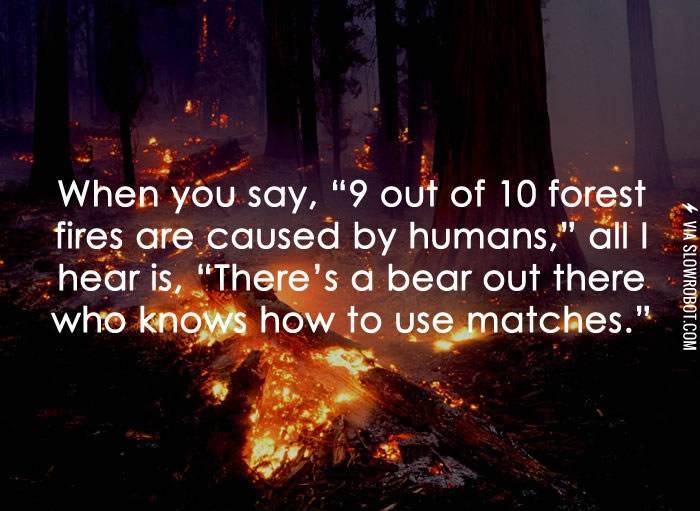 When you say, “9 out of 10 forest
fires are caused by humans,” all I
hear is, “There’s a bear out there
who knows how to use matches.”
VIA SLOWROBOT.COM